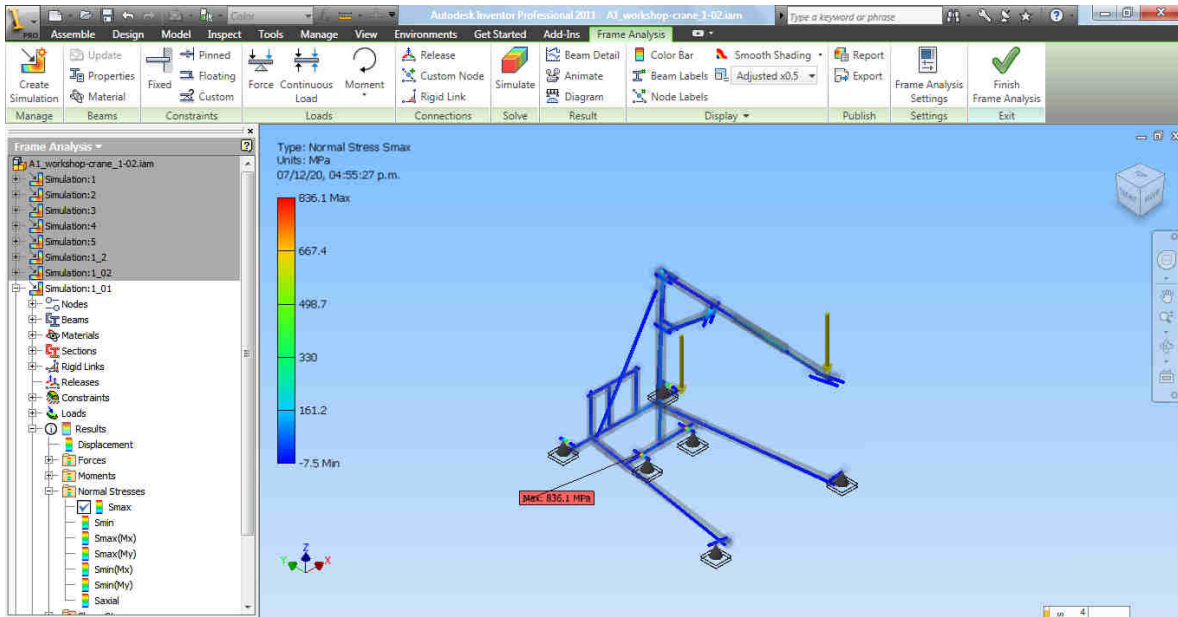 Color
Autodesk Inventor Professional 2011 A1_workshop-crane_1-02.iam
Type a keyword or phrase
PRO
Assemble Design Model Inspect Tools Manage View Environments Get Started Add-Ins Frame Analysis
Create Simulation
Update
Properties
Material
Fixed
Pinned
Floating
Custom
Force
Continuous Load
Moment
Release
Custom Node
Rigid Link
Simulate
Beam Detail
Animate
Diagram
Color Bar
Beam Labels
Node Labels
Smooth Shading
Adjusted x0.5
Report
Export
Frame Analysis Settings
Finish Frame Analysis
Manage Beams Constraints Loads Connections Solve Result Display Publish Settings Exit
Frame Analysis
A1_workshop-crane_1-02.iam
Simulation:1
Simulation:2
Simulation:3
Simulation:4
Simulation:5
Simulation:1_2
Simulation:1_02
Simulation:1_01
Nodes
Beams
Materials
Sections
Rigid Links
Releases
Constraints
Loads
Results
Displacement
Forces
Moments
Normal Stresses
Smax
Smin
Smax(Mx)
Smax(My)
Smin(Mx)
Smin(My)
Saxial
Type: Normal Stress Smax
Units: MPa
07/12/20, 04:55:27 p.m.
836.1 Max
667.4
498.7
330
161.2
-7.5 Min
Max: 836.1 MPa
Z
Y
X
4